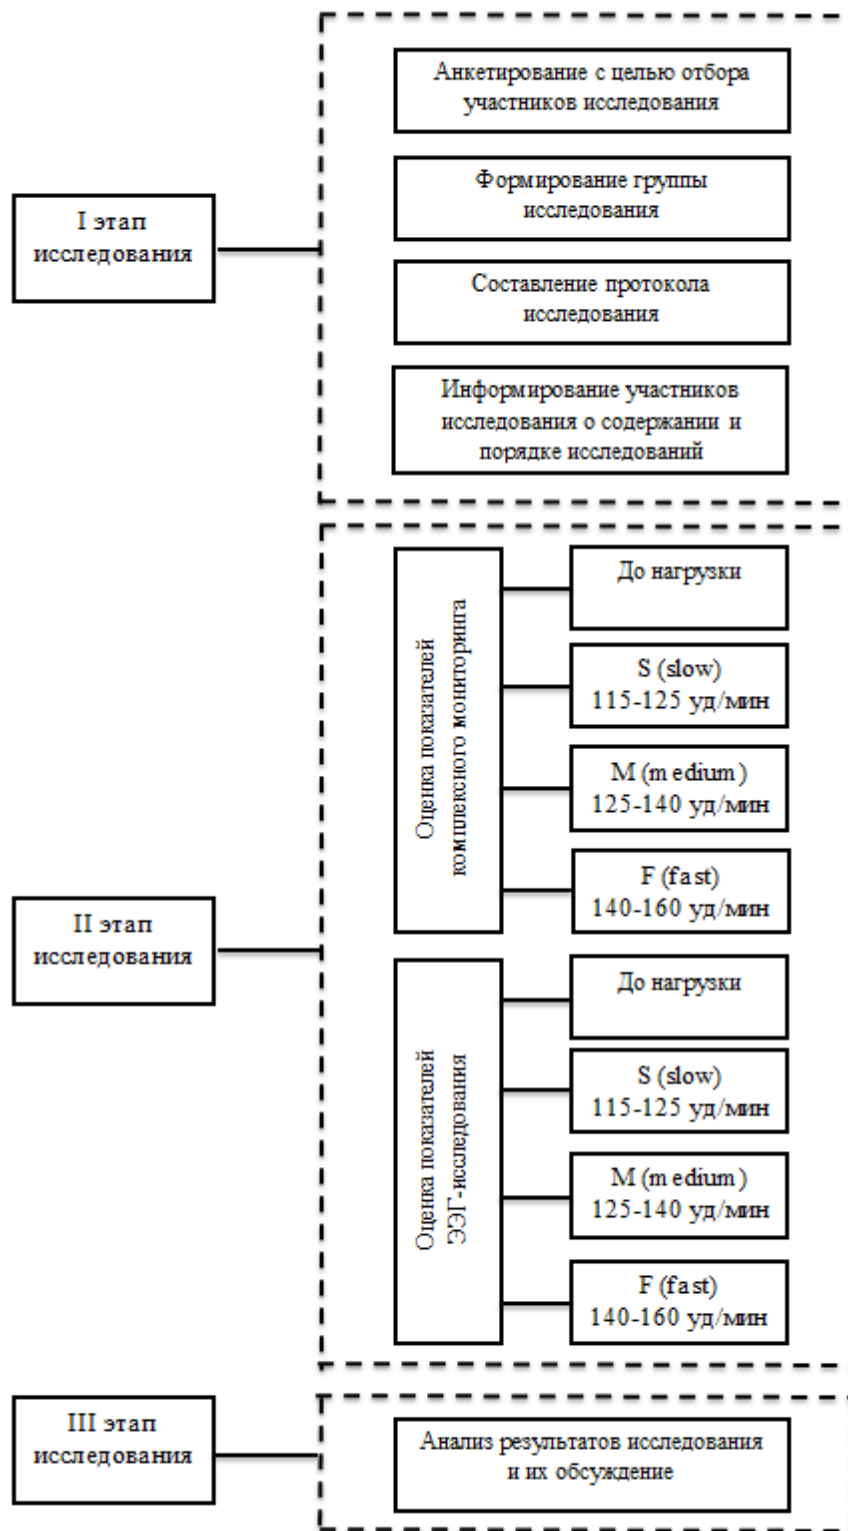 Анкетирование с целью отбора
участников исследования
Формирование группы
исследования
I этап
исследования
Составление протокола
исследования
Информирование участников
исследования о содержании и
порядке исследований
II этап
исследования
Оценка показателей
комплексного мониторинга
До нагрузки
S (slow)
115-125 уд/мин
M (medium)
125-140 уд/мин
F (fast)
140-160 уд/мин
Оценка показателей
ЭЭГ-исследования
До нагрузки
S (slow)
115-125 уд/мин
M (medium)
125-140 уд/мин
F (fast)
140-160 уд/мин
III этап
исследования
Анализ результатов исследования
и их обсуждение